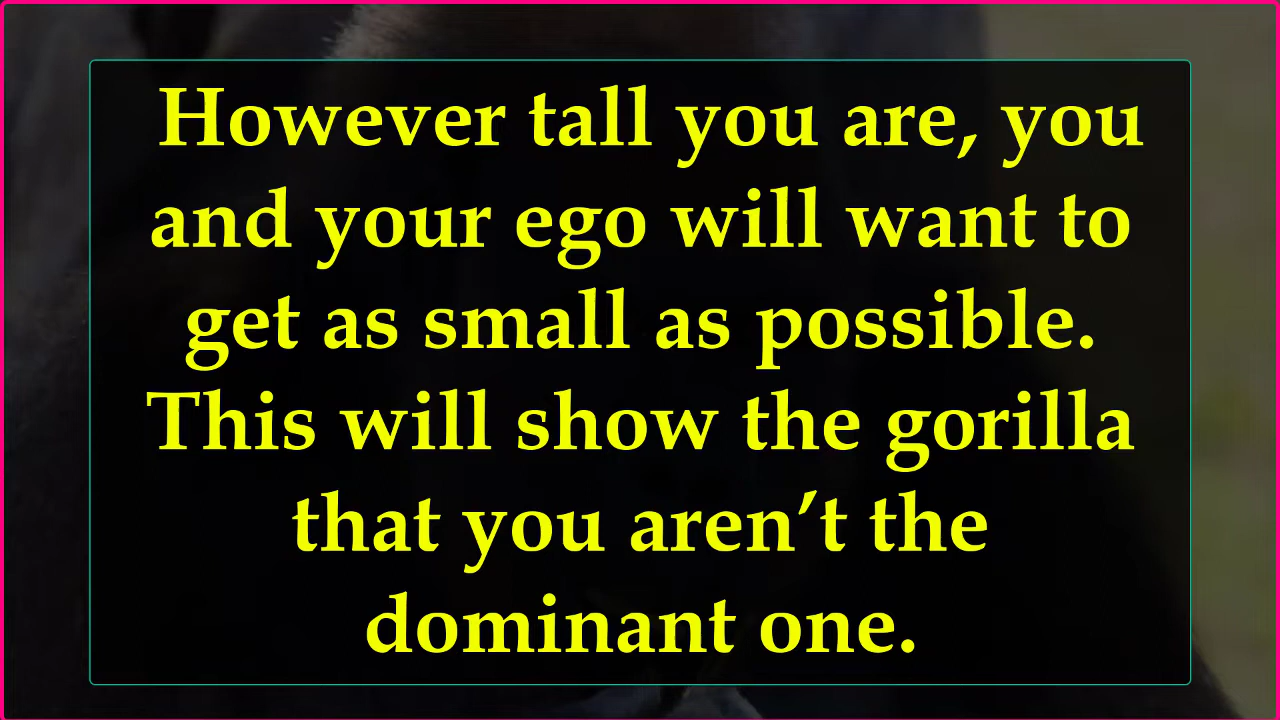 However tall you are, you
and your ego will want to
get as small as possible.
This will show the gorilla
that you aren’t the
dominant one.